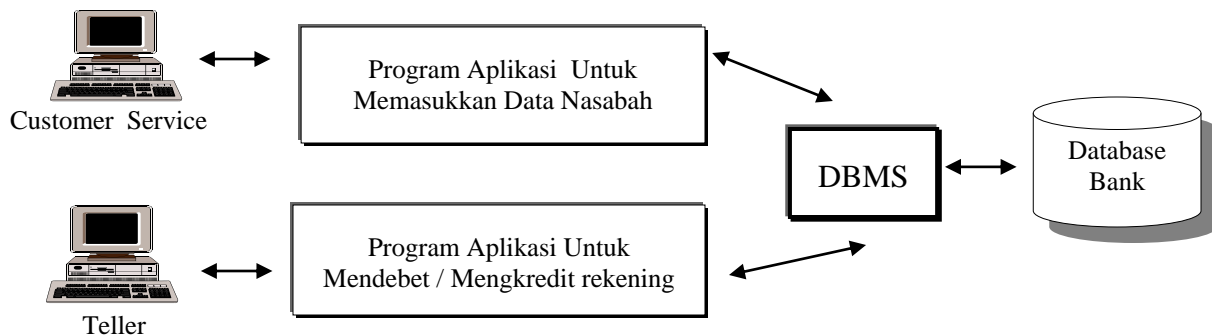 Customer Service
Program Aplikasi Untuk
Memasukkan Data Nasabah
Teller
Program Aplikasi Untuk
Mendebet / Mengkredit rekening
DBMS
Database
Bank